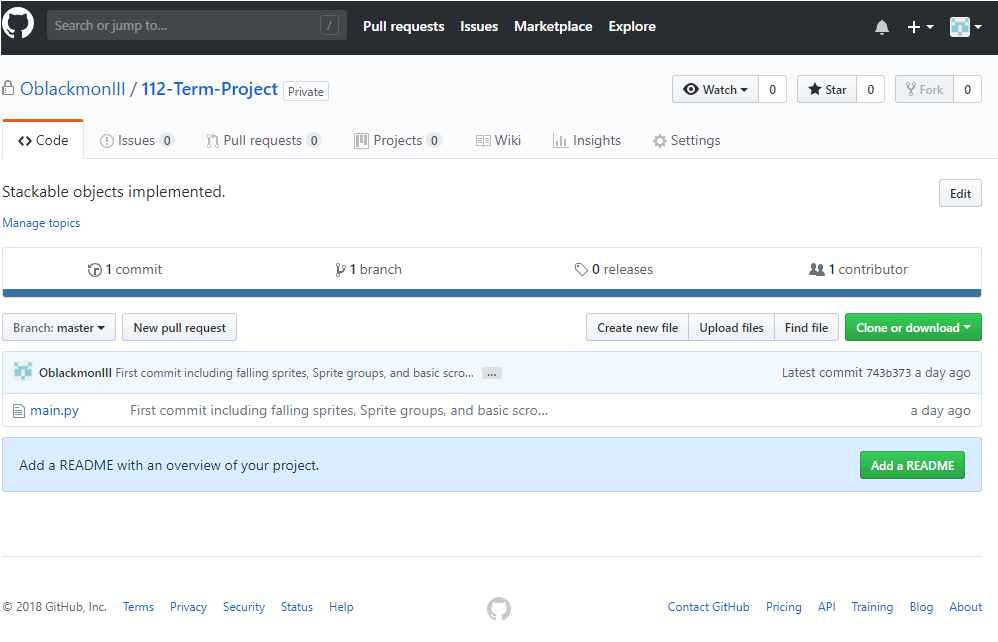 Search or jump to... / Pull requests Issues Marketplace Explore
OblackmonIII / 112-Term-Project Private Watch 0 Star 0 Fork 0
Code Issues 0 Pull requests 0 Projects 0 Wiki Insights Settings
Stackable objects implemented. Edit
Manage topics
1 commit 1 branch 0 releases 1 contributor
Branch: master New pull request Create new file Upload files Find file Clone or download
OblackmonIII First commit including falling sprites, Sprite groups, and basic scro... ... Latest commit 743b373 a day ago
main.py First commit including falling sprites, Sprite groups, and basic scro... a day ago
Add a README with an overview of your project. Add a README
© 2018 GitHub, Inc. Terms Privacy Security Status Help Contact GitHub Pricing API Training Blog About